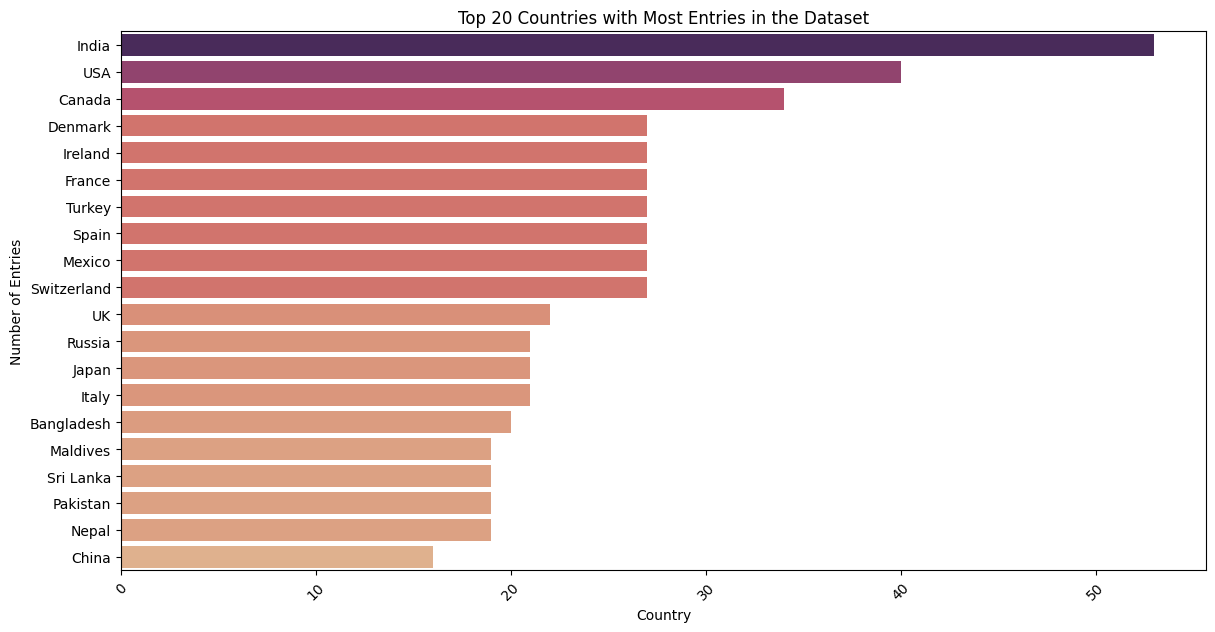 Top 20 Countries with Most Entries in the Dataset
Number of Entries
India
USA
Canada
Denmark
Ireland
France
Turkey
Spain
Mexico
Switzerland
UK
Russia
Japan
Italy
Bangladesh
Maldives
Sri Lanka
Pakistan
Nepal
China
0 10 20 30 40 50
Country